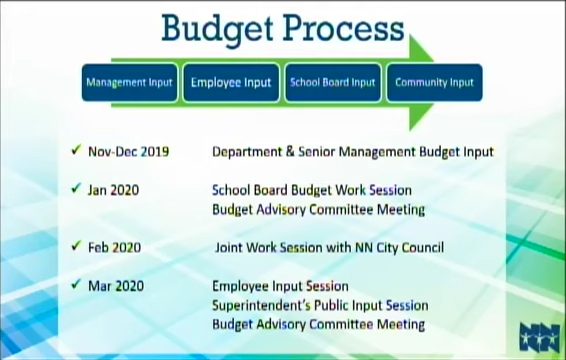 Budget Process
Management Input
Employee Input
School Board Input
Community Input
Nov-Dec 2019 Department & Senior Management Budget Input
Jan 2020 School Board Budget Work Session
Budget Advisory Committee Meeting
Feb 2020 Joint Work Session with NN City Council
Mar 2020 Employee Input Session
Superintendent's Public Input Session
Budget Advisory Committee Meeting
NN